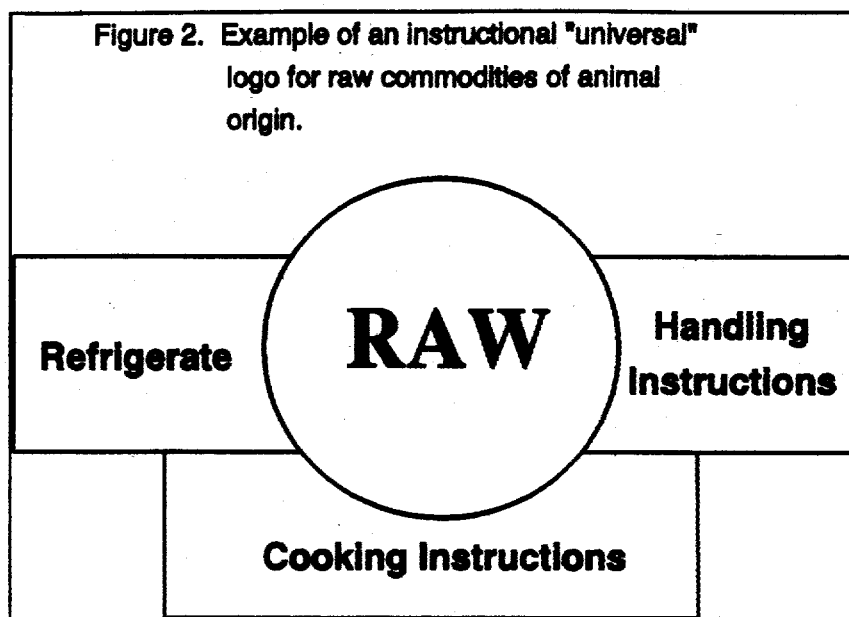 Figure 2. Example of an instructional "universal"
logo for raw commodities of animal
origin.
RAW
Refrigerate
Handling
Instructions
Cooking Instructions